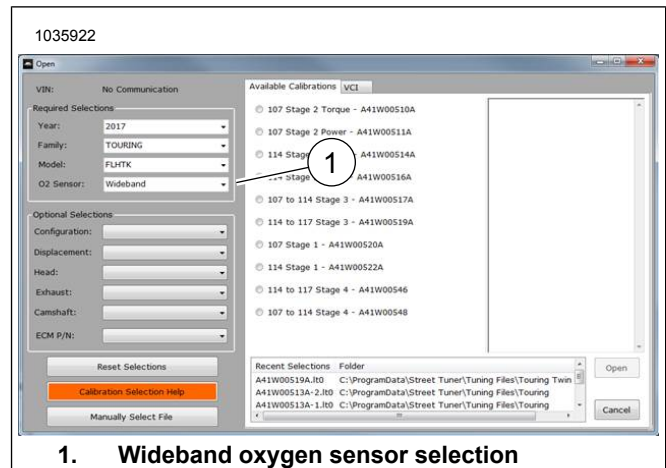 1035922
Open
VIN: No Communication
Required Selections
Year: 2017
Family: TOURING
Model: FLHTK
O2 Sensor: Wideband
Optional Selections
Configuration:
Displacement:
Head:
Exhaust:
Camshaft:
ECM P/N:
Reset Selections
Calibration Selection Help
Manually Select File
Available Calibrations VCI
107 Stage 2 Torque - A41W00510A
107 Stage 2 Power - A41W00511A
114 Stage A41W00514A
Stage A41W00516A
107 to 114 Stage 3 - A41W00517A
114 to 117 Stage 3 - A41W00519A
107 Stage 1 - A41W00520A
114 Stage 1 - A41W00522A
114 to 117 Stage 4 - A41W00546
107 to 114 Stage 4 - A41W00548
1
Recent Selections Folder
A41W00519A.lt0 C:\ProgramData\Street Tuner\Tuning Files\Touring Twin
A41W00513A-2.lt0 C:\ProgramData\Street Tuner\Tuning Files\Touring
A41W00513A-1.lt0 C:\ProgramData\Street Tuner\Tuning Files\Touring
Open
Cancel
1. Wideband oxygen sensor selection